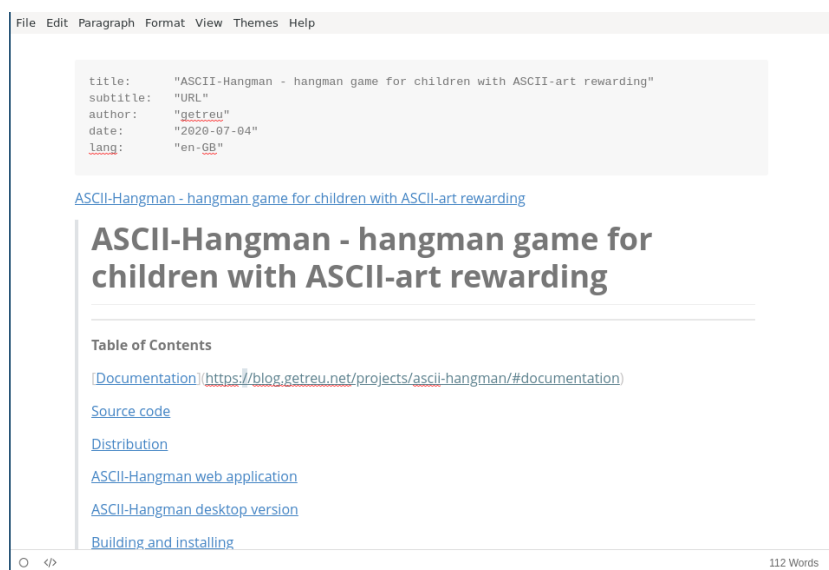 File Edit Paragraph Format View Themes Help
title: "ASCII-Hangman - hangman game for children with ASCII-art rewarding"
subtitle: "URL"
author: "getreu"
date: "2020-07-04"
lang: "en-GB"
ASCII-Hangman - hangman game for children with ASCII-art rewarding
ASCII-Hangman - hangman game for
children with ASCII-art rewarding
Table of Contents
[Documentation](https://blog.getreu.net/projects/ascii-hangman/#documentation)
Source code
Distribution
ASCII-Hangman web application
ASCII-Hangman desktop version
Building and installing
</> 112 Words